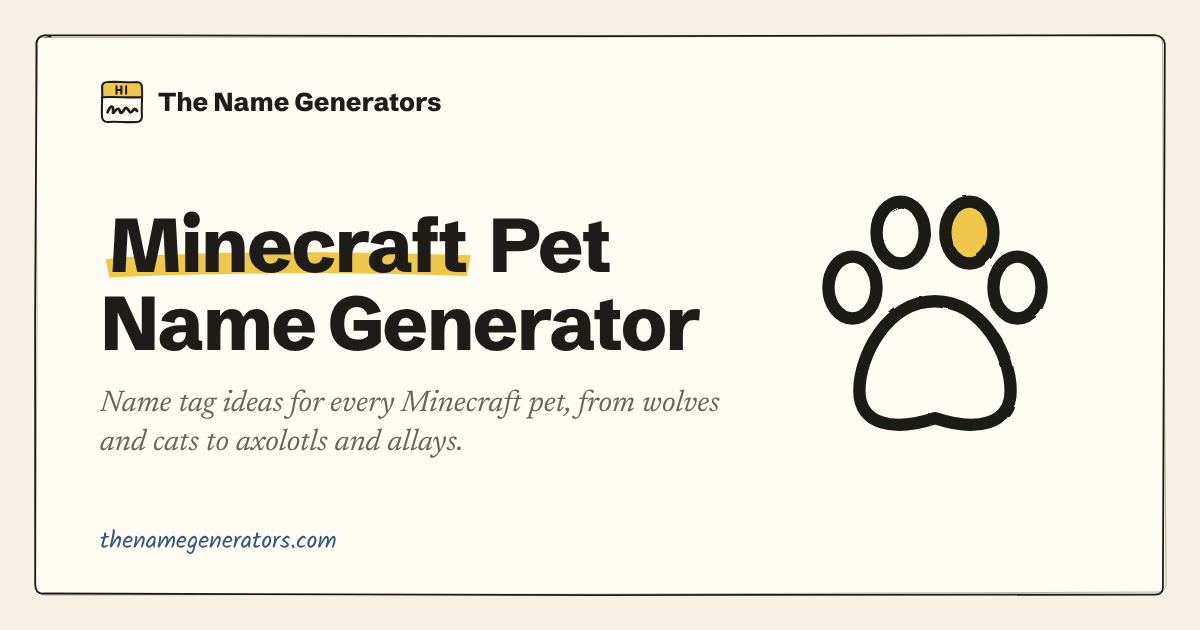 HI
The Name Generators
Minecraft Pet
Name Generator
Name tag ideas for every Minecraft pet, from wolves
and cats to axolotls and allays.
thenamegenerators.com